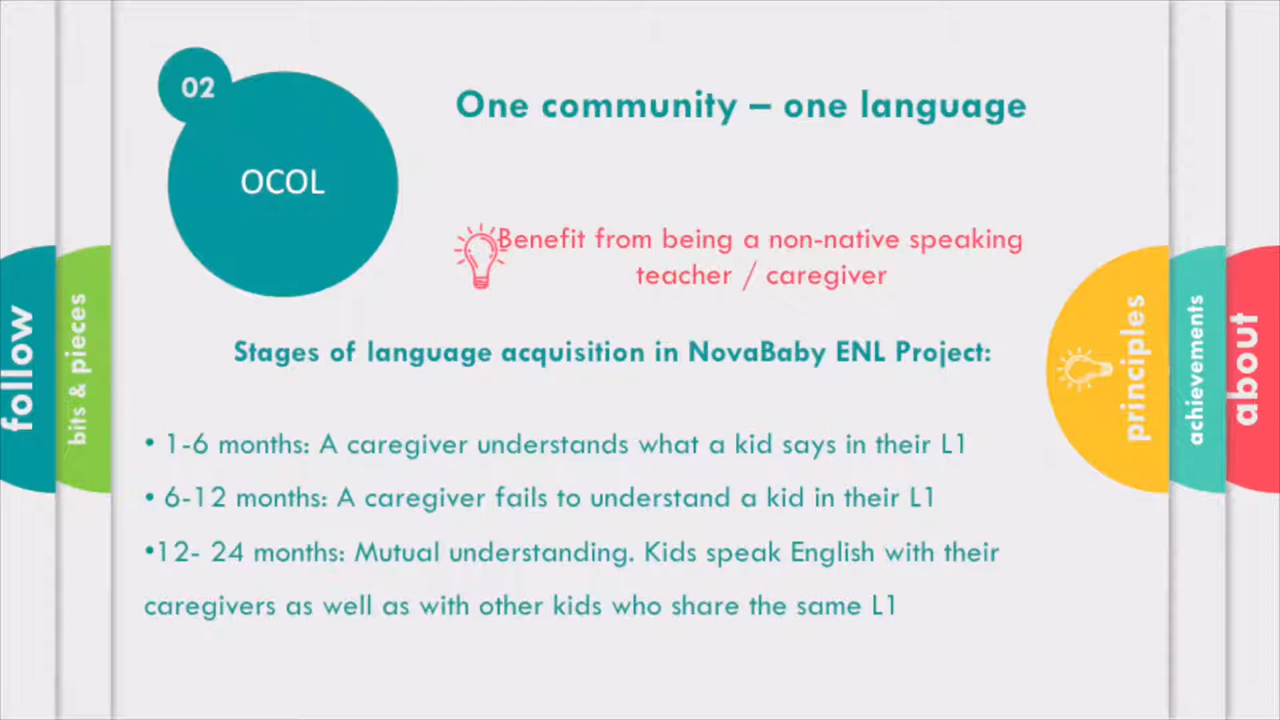 02
OCOL
One community – one language
Benefit from being a non-native speaking
teacher / caregiver
Stages of language acquisition in NovaBaby ENL Project:
• 1-6 months: A caregiver understands what a kid says in their L1
• 6-12 months: A caregiver fails to understand a kid in their L1
•12- 24 months: Mutual understanding. Kids speak English with their
caregivers as well as with other kids who share the same L1
follow
bits & pieces
principles
achievements
about